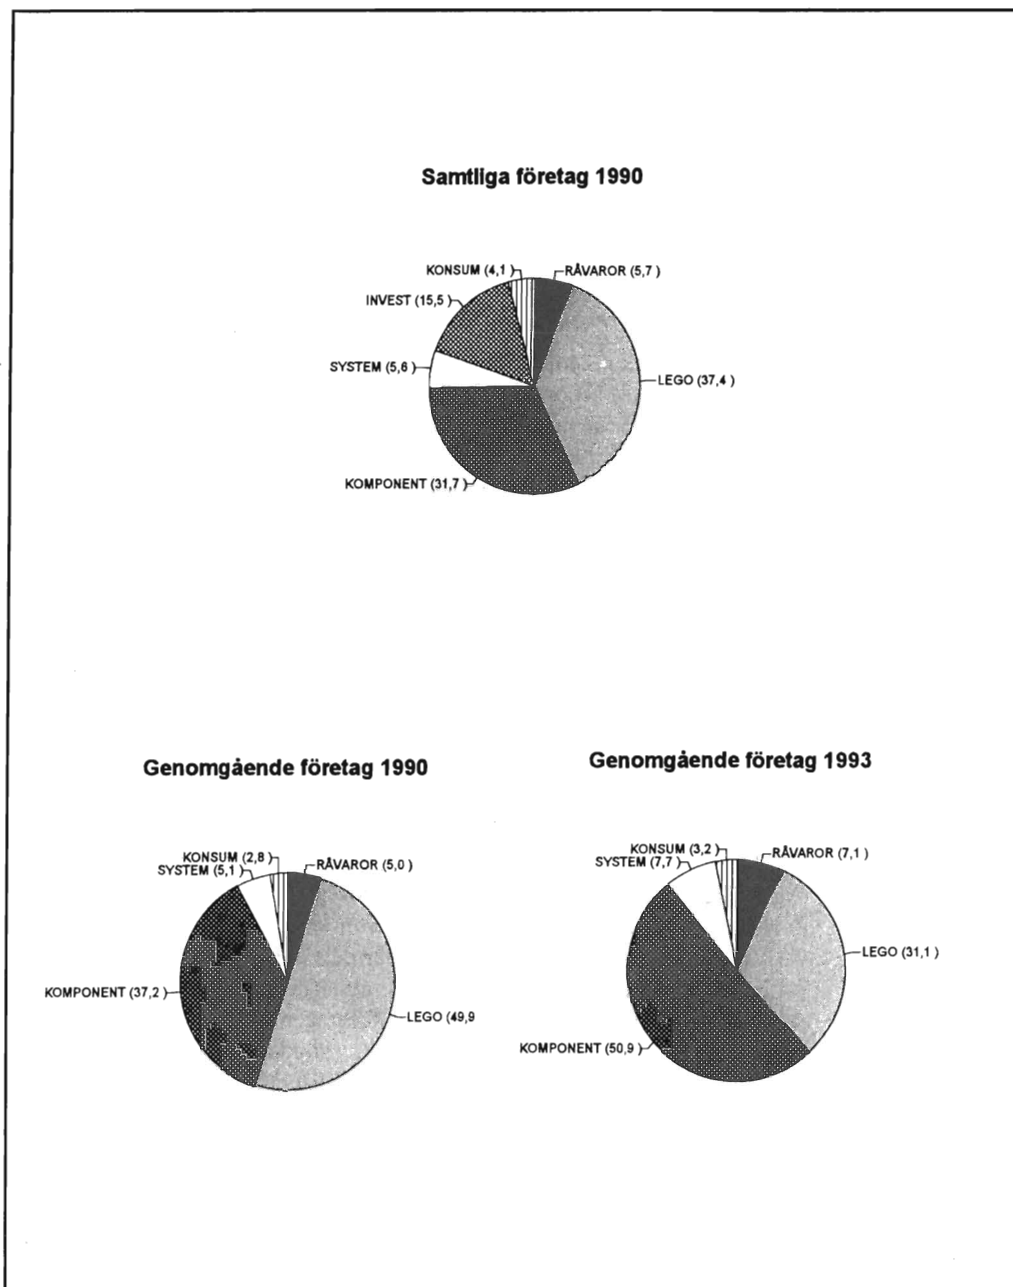 Samtliga företag 1990
KONSUM (4,1 )
RÅVAROR (5,7 )
INVEST (15,5 )
SYSTEM (5,6 )
LEGO (37,4 )
KOMPONENT (31,7 )
Genomgående företag 1990
KONSUM (2,8 )
SYSTEM (5,1 )
RÅVAROR (5,0 )
KOMPONENT (37,2 )
LEGO (49,9
Genomgående företag 1993
KONSUM (3,2 )
SYSTEM (7,7 )
RÅVAROR (7,1 )
LEGO (31,1 )
KOMPONENT (50,9 )